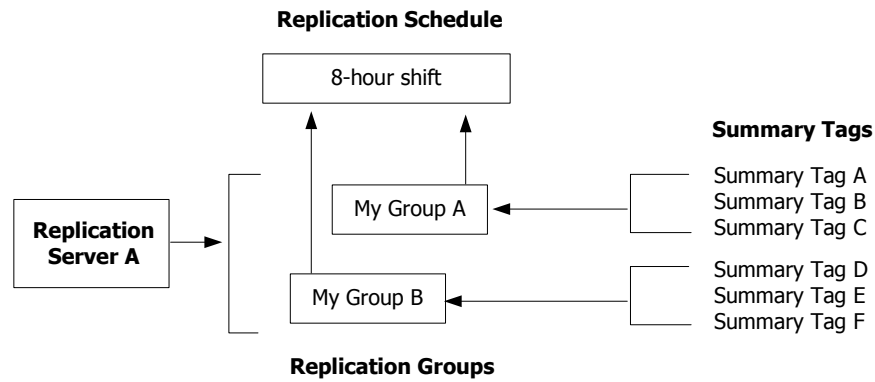 Replication Schedule
8-hour shift
Summary Tags
Summary Tag A
Summary Tag B
Summary Tag C
My Group A
Replication
Server A
Summary Tag D
Summary Tag E
Summary Tag F
My Group B
Replication Groups